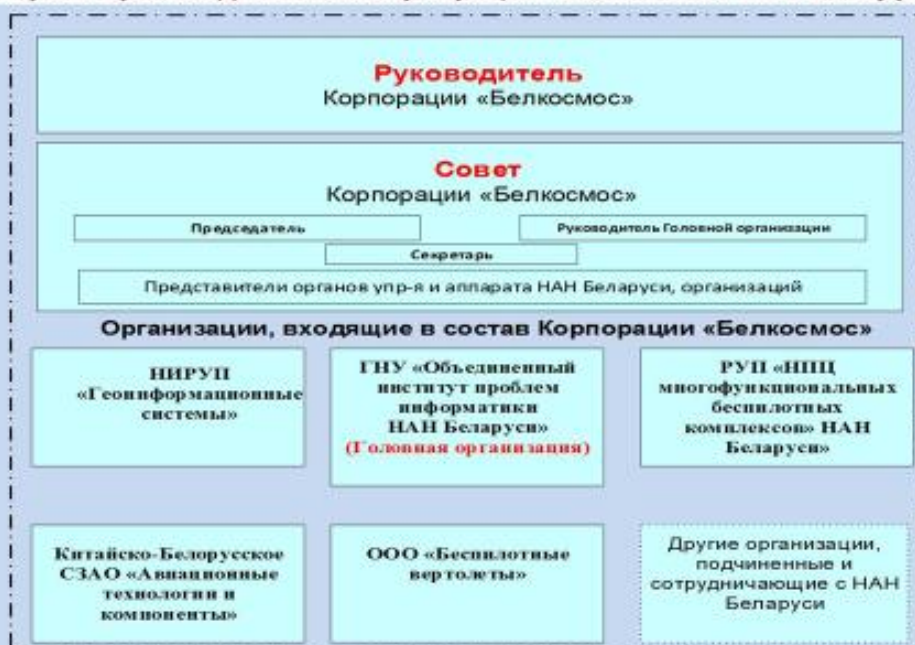 Руководитель
Корпорации «Белкосмос»
Совет
Корпорации «Белкосмос»
Председатель
Руководитель Головной организации
Секретарь
Представители органов упр-я и аппарата НАН Беларуси, организаций
Организации, входящие в состав Корпорации «Белкосмос»
НИРУП
«Геоинформационные
системы»
ГНУ «Объединенный
институт проблем
информатики
НАН Беларуси»
(Головная организация)
РУП «НПЦ
многофункциональных
беспилотных
комплексов» НАН
Беларуси»
Китайско-Белорусское
СЗАО «Авиационные
технологии и
компоненты»
ООО «Беспилотные
вертолеты»
Другие организации,
подчиненные и
сотрудничающие с НАН
Беларуси